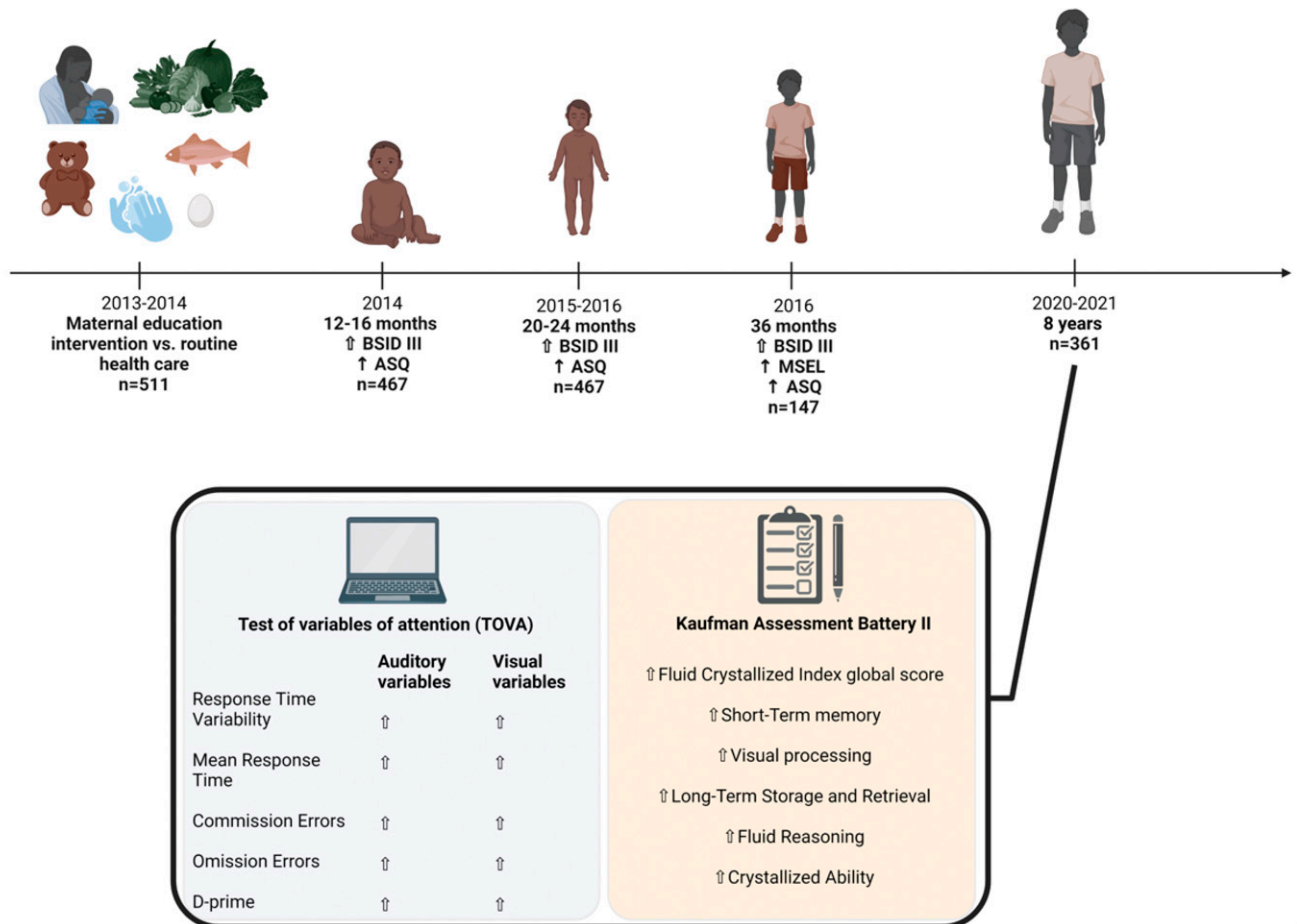 2013-2014
Maternal education
intervention vs. routine
health care
n=511
2014
12-16 months
⇧ BSID III
↑ ASQ
n=467
2015-2016
20-24 months
⇧ BSID III
↑ ASQ
n=467
2016
36 months
⇧ BSID III
↑ MSEL
↑ ASQ
n=147
2020-2021
8 years
n=361
Test of variables of attention (TOVA)
Auditory variables
Visual variables
Response Time Variability ⇧ ⇧
Mean Response Time ⇧ ⇧
Commission Errors ⇧ ⇧
Omission Errors ⇧ ⇧
D-prime ⇧ ⇧
Kaufman Assessment Battery II
⇧Fluid Crystallized Index global score
⇧Short-Term memory
⇧Visual processing
⇧Long-Term Storage and Retrieval
⇧Fluid Reasoning
⇧Crystallized Ability